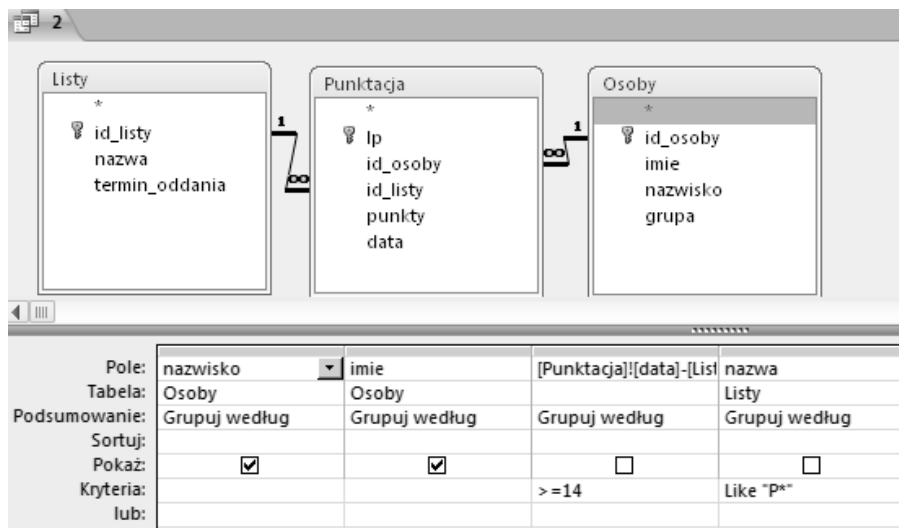 2
Listy
*
id_listy
nazwa
termin_oddania
1
∞
Punktacja
*
lp
id_osoby
id_listy
punkty
data
1
∞
Osoby
*
id_osoby
imie
nazwisko
grupa
Pole: nazwisko imie [Punktacja]![data]-[List nazwa
Tabela: Osoby Osoby Listy
Podsumowanie: Grupuj według Grupuj według Grupuj według Grupuj według
Sortuj:
Pokaż:
Kryteria: >=14 Like "P*"
lub: